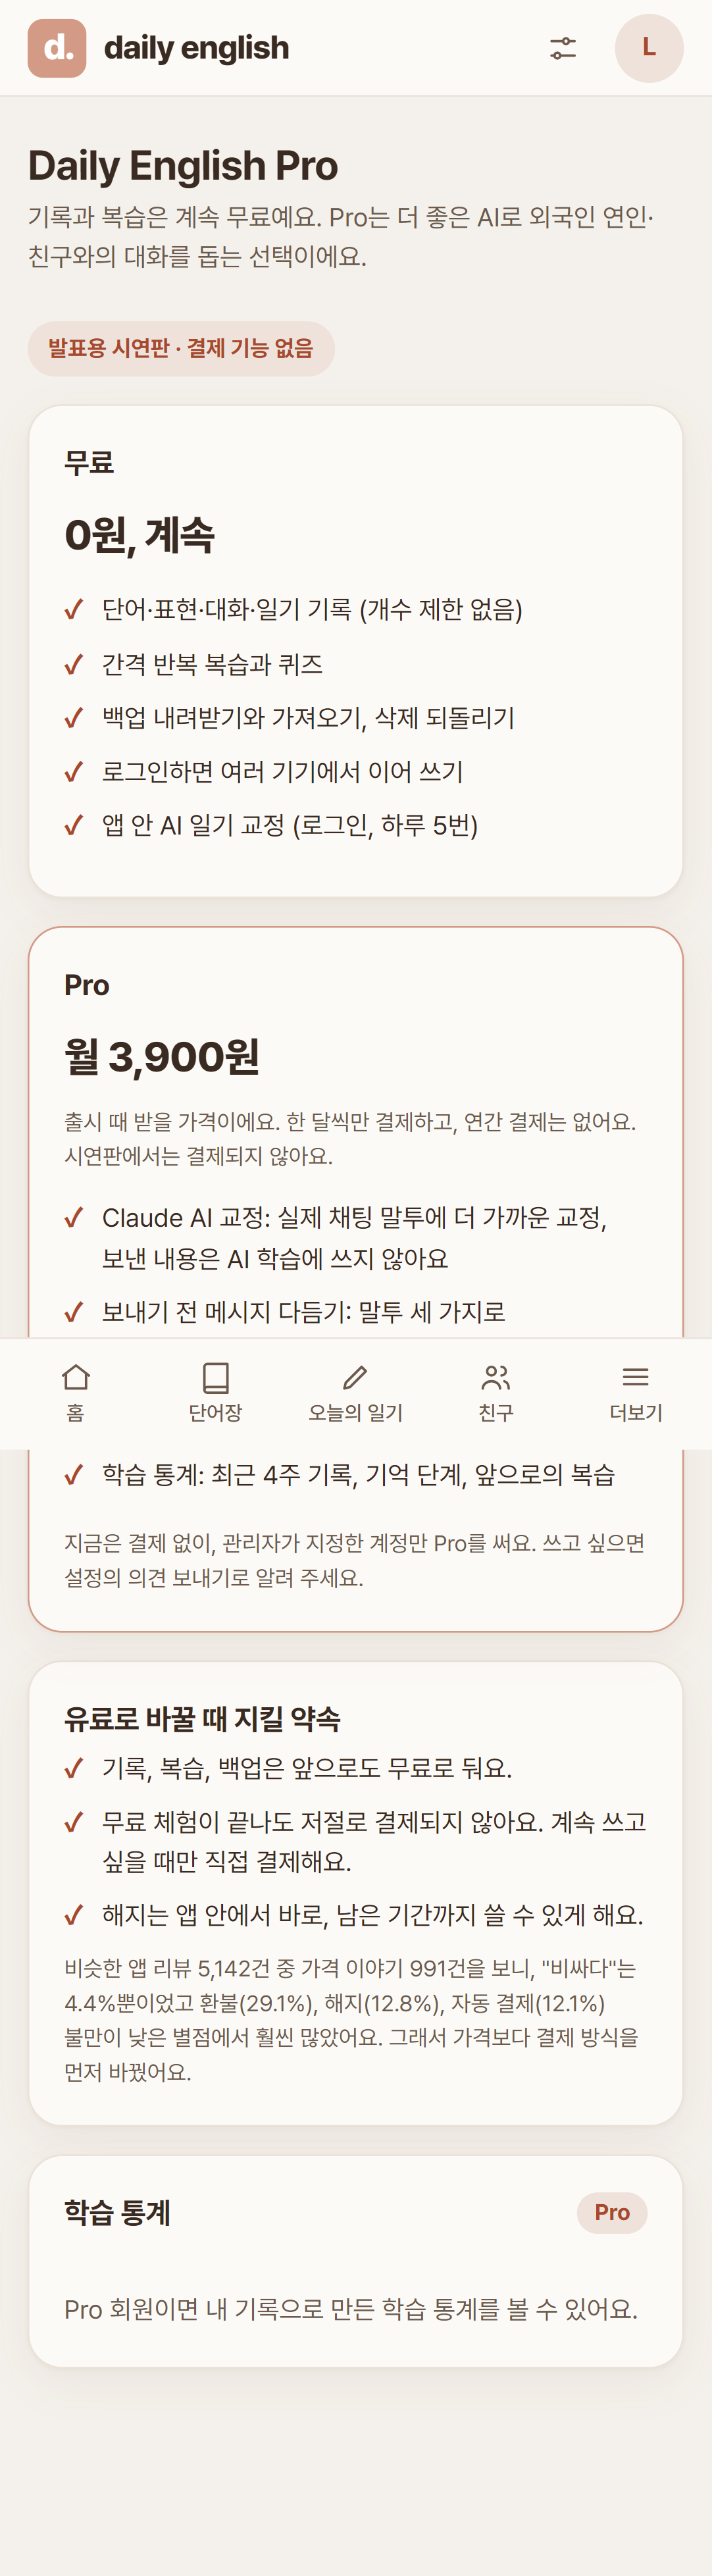 d. daily english
L
Daily English Pro
기록과 복습은 계속 무료예요. Pro는 더 좋은 AI로 외국인 연인·
친구와의 대화를 돕는 선택이에요.
발표용 시연판 · 결제 기능 없음
무료
0원, 계속
✓ 단어·표현·대화·일기 기록 (개수 제한 없음)
✓ 간격 반복 복습과 퀴즈
✓ 백업 내려받기와 가져오기, 삭제 되돌리기
✓ 로그인하면 여러 기기에서 이어 쓰기
✓ 앱 안 AI 일기 교정 (로그인, 하루 5번)
Pro
월 3,900원
출시 때 받을 가격이에요. 한 달씩만 결제하고, 연간 결제는 없어요.
시연판에서는 결제되지 않아요.
✓ Claude AI 교정: 실제 채팅 말투에 더 가까운 교정,
보낸 내용은 AI 학습에 쓰지 않아요
✓ 보내기 전 메시지 다듬기: 말투 세 가지로
홈
단어장
오늘의 일기
친구
더보기
✓ 학습 통계: 최근 4주 기록, 기억 단계, 앞으로의 복습
지금은 결제 없이, 관리자가 지정한 계정만 Pro를 써요. 쓰고 싶으면
설정의 의견 보내기로 알려 주세요.
유료로 바꿀 때 지킬 약속
✓ 기록, 복습, 백업은 앞으로도 무료로 둬요.
✓ 무료 체험이 끝나도 저절로 결제되지 않아요. 계속 쓰고
싶을 때만 직접 결제해요.
✓ 해지는 앱 안에서 바로, 남은 기간까지 쓸 수 있게 해요.
비슷한 앱 리뷰 5,142건 중 가격 이야기 991건을 보니, "비싸다"는
4.4%뿐이었고 환불(29.1%), 해지(12.8%), 자동 결제(12.1%)
불만이 낮은 별점에서 훨씬 많았어요. 그래서 가격보다 결제 방식을
먼저 바꿨어요.
학습 통계
Pro
Pro 회원이면 내 기록으로 만든 학습 통계를 볼 수 있어요.